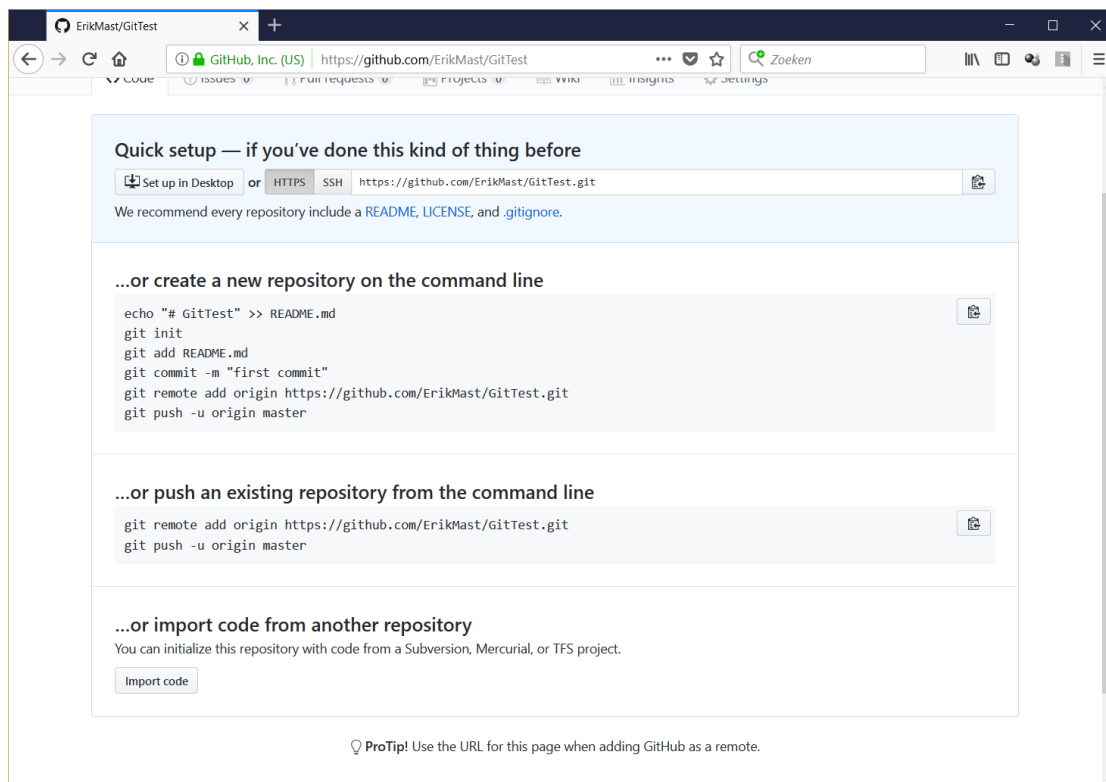 ErikMast/GitTest
GitHub, Inc. (US) https://github.com/ErikMast/GitTest Zoeken
Code Issues 0 Pull requests 0 Projects 0 Wiki Insights Settings
Quick setup — if you’ve done this kind of thing before
Set up in Desktop or HTTPS SSH https://github.com/ErikMast/GitTest.git
We recommend every repository include a README, LICENSE, and .gitignore.
…or create a new repository on the command line
echo "# GitTest" >> README.md
git init
git add README.md
git commit -m "first commit"
git remote add origin https://github.com/ErikMast/GitTest.git
git push -u origin master
…or push an existing repository from the command line
git remote add origin https://github.com/ErikMast/GitTest.git
git push -u origin master
…or import code from another repository
You can initialize this repository with code from a Subversion, Mercurial, or TFS project.
Import code
ProTip! Use the URL for this page when adding GitHub as a remote.